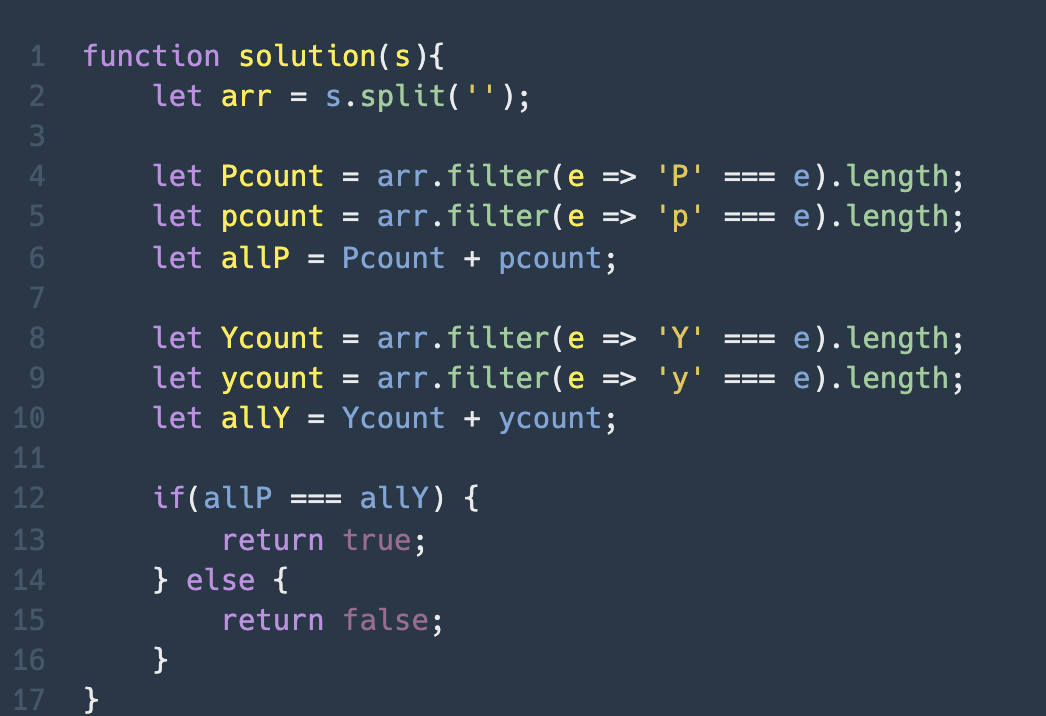 1 function solution(s){
2     let arr = s.split('');
3
4     let Pcount = arr.filter(e => 'P' === e).length;
5     let pcount = arr.filter(e => 'p' === e).length;
6     let allP = Pcount + pcount;
7
8     let Ycount = arr.filter(e => 'Y' === e).length;
9     let ycount = arr.filter(e => 'y' === e).length;
10     let allY = Ycount + ycount;
11
12     if(allP === allY) {
13         return true;
14     } else {
15         return false;
16     }
17 }